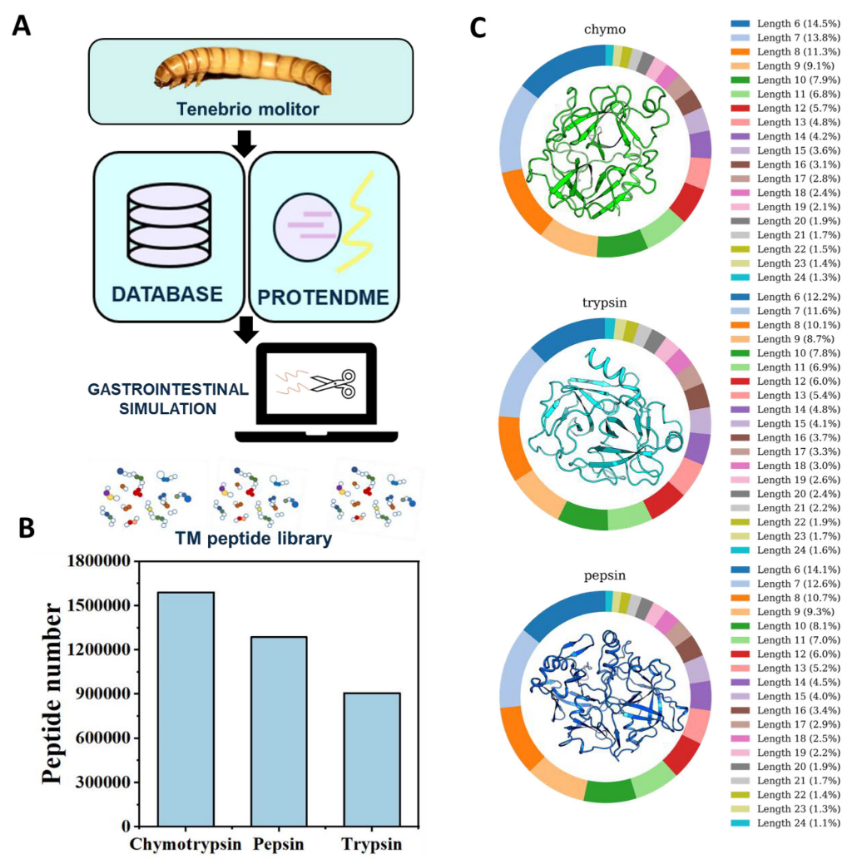 A
Tenebrio molitor
DATABASE
PROTENDME
GASTROINTESTINAL
SIMULATION
TM peptide library
B
Peptide number
1800000
1500000
1200000
900000
600000
300000
0
Chymotrypsin
Pepsin
Trypsin
C
chymo
Length 6 (14.5%)
Length 7 (13.8%)
Length 8 (11.3%)
Length 9 (9.1%)
Length 10 (7.9%)
Length 11 (6.8%)
Length 12 (5.7%)
Length 13 (4.8%)
Length 14 (4.2%)
Length 15 (3.6%)
Length 16 (3.1%)
Length 17 (2.8%)
Length 18 (2.4%)
Length 19 (2.1%)
Length 20 (1.9%)
Length 21 (1.7%)
Length 22 (1.5%)
Length 23 (1.4%)
Length 24 (1.3%)
trypsin
Length 6 (12.2%)
Length 7 (11.6%)
Length 8 (10.1%)
Length 9 (8.7%)
Length 10 (7.8%)
Length 11 (6.9%)
Length 12 (6.0%)
Length 13 (5.4%)
Length 14 (4.8%)
Length 15 (4.1%)
Length 16 (3.7%)
Length 17 (3.3%)
Length 18 (3.0%)
Length 19 (2.6%)
Length 20 (2.4%)
Length 21 (2.2%)
Length 22 (1.9%)
Length 23 (1.7%)
Length 24 (1.6%)
pepsin
Length 6 (14.1%)
Length 7 (12.6%)
Length 8 (10.7%)
Length 9 (9.3%)
Length 10 (8.1%)
Length 11 (7.0%)
Length 12 (6.0%)
Length 13 (5.2%)
Length 14 (4.5%)
Length 15 (4.0%)
Length 16 (3.4%)
Length 17 (2.9%)
Length 18 (2.5%)
Length 19 (2.2%)
Length 20 (1.9%)
Length 21 (1.7%)
Length 22 (1.4%)
Length 23 (1.3%)
Length 24 (1.1%)